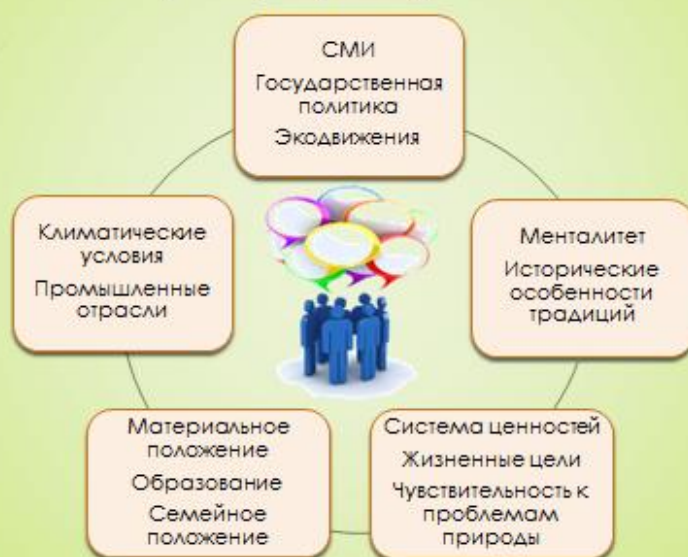 СМИ
Государственная
политика
Экодвижения
Климатические
условия
Промышленные
отрасли
Менталитет
Исторические
особенности
традиций
Материальное
положение
Образование
Семейное
положение
Система ценностей
Жизненные цели
Чувствительность к
проблемам
природы